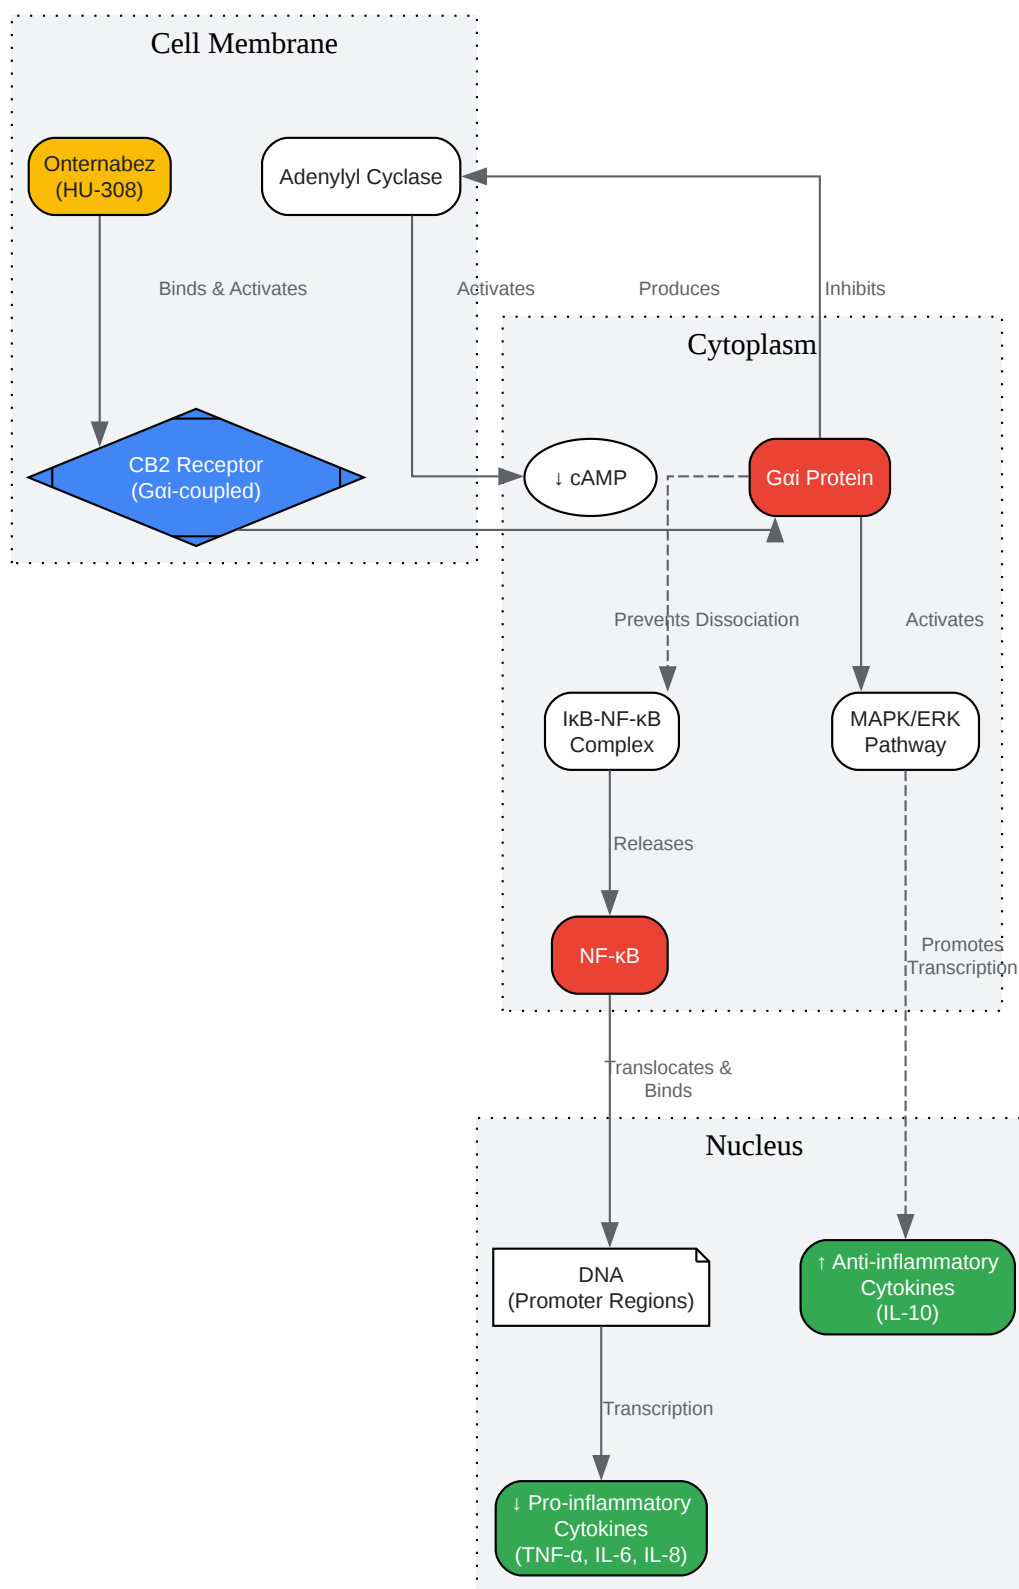 Cell Membrane
Onternabez
(HU-308)
Adenylyl Cyclase
Binds & Activates
Activates
Produces
Inhibits
Cytoplasm
CB2 Receptor
(Gαi-coupled)
↓ cAMP
Gαi Protein
Prevents Dissociation
Activates
IκB-NF-κB
Complex
MAPK/ERK
Pathway
Releases
NF-κB
Promotes
Transcription
Translocates &
Binds
Nucleus
DNA
(Promoter Regions)
↑ Anti-inflammatory
Cytokines
(IL-10)
Transcription
↓ Pro-inflammatory
Cytokines
(TNF-α, IL-6, IL-8)